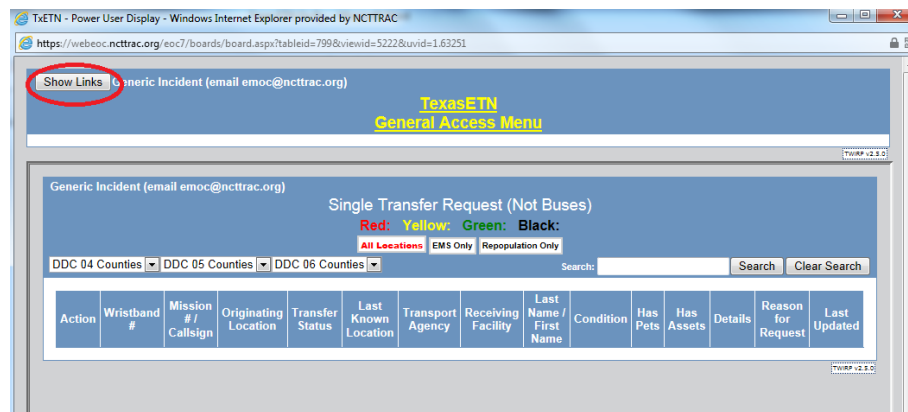 TxETN - Power User Display - Windows Internet Explorer provided by NCTTRAC
https://webeoc.ncttrac.org/eoc7/boards/board.aspx?tableid=799&viewid=5222&uvid=1.63251
Show Links Generic Incident (email emoc@ncttrac.org)
TexasETN
General Access Menu
TWIRP v2.5.0
Generic Incident (email emoc@ncttrac.org)
Single Transfer Request (Not Buses)
Red: Yellow: Green: Black:
All Locations EMS Only Repopulation Only
DDC 04 Counties DDC 05 Counties DDC 06 Counties Search: Search Clear Search
Action Wristband # Mission # / Callsign Originating Location Transfer Status Last Known Location Transport Agency Receiving Facility Last Name / First Name Condition Has Pets Has Assets Details Reason for Request Last Updated
TWIRP v2.5.0